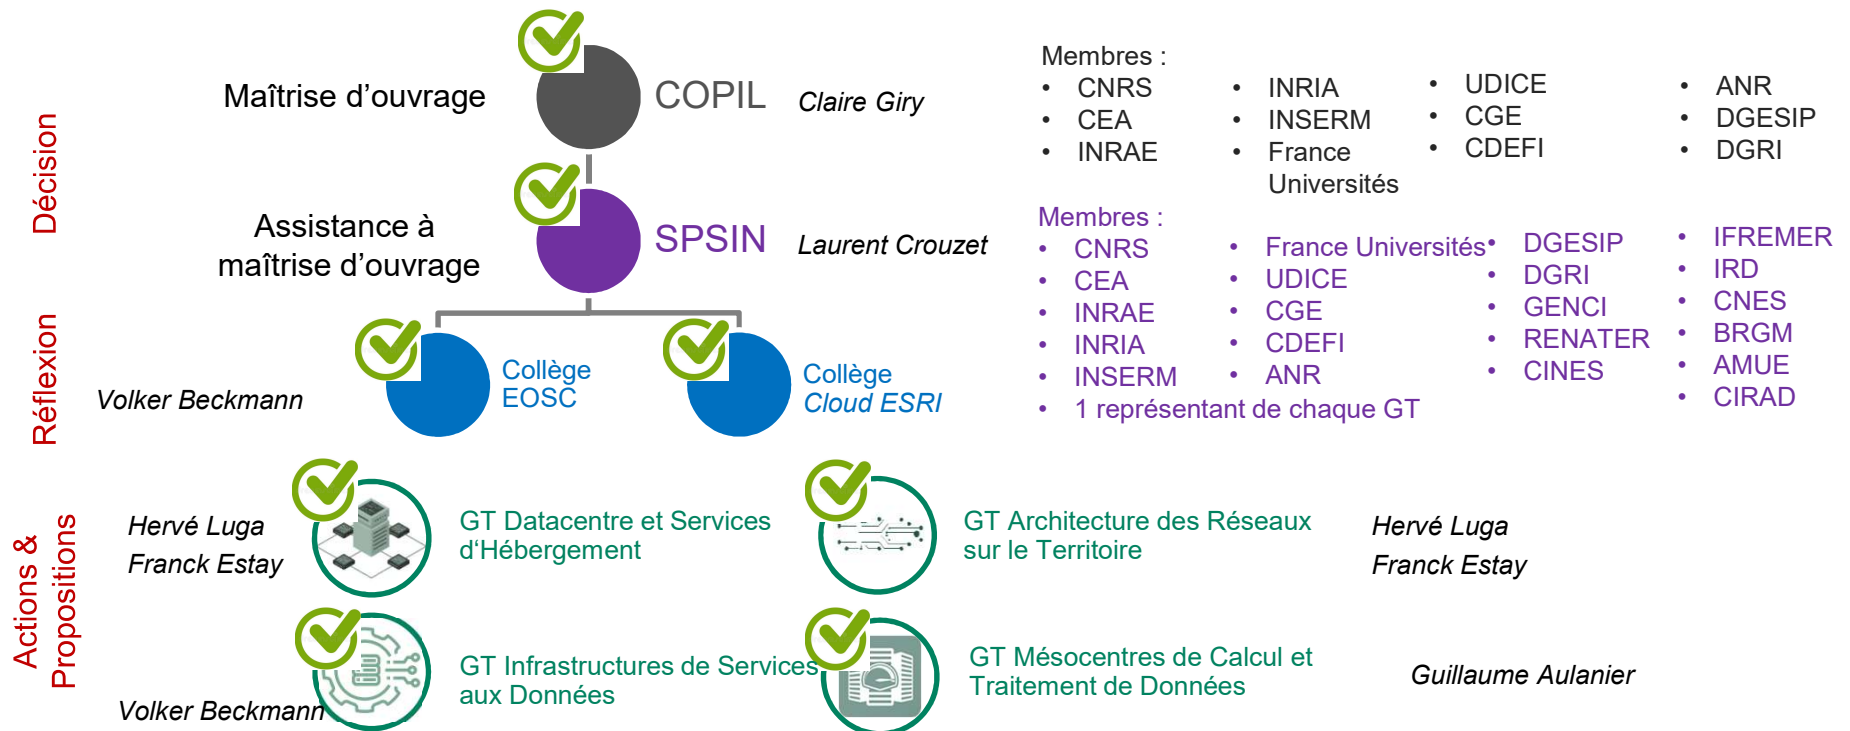 Décision
Maîtrise d'ouvrage
COPIL
Claire Giry
Membres :
• CNRS
• CEA
• INRAE
• INRIA
• INSERM
• France
Universités
• UDICE
• CGE
• CDEFI
• ANR
• DGESIP
• DGRI
Assistance à
maîtrise d'ouvrage
SPSIN
Laurent Crouzet
Membres :
• CNRS
• CEA
• INRAE
• INRIA
• INSERM
• 1 représentant de chaque GT
• France Universités
• UDICE
• CGE
• CDEFI
• ANR
• DGESIP
• DGRI
• GENCI
• RENATER
• CINES
• IFREMER
• IRD
• CNES
• BRGM
• AMUE
• CIRAD
Réflexion
Volker Beckmann
Collège
EOSC
Collège
Cloud ESRI
Actions &
Propositions
Hervé Luga
Franck Estay
GT Datacentre et Services
d‘Hébergement
GT Architecture des Réseaux
sur le Territoire
Hervé Luga
Franck Estay
Volker Beckmann
GT Infrastructures de Services
aux Données
GT Mésocentres de Calcul et
Traitement de Données
Guillaume Aulanier